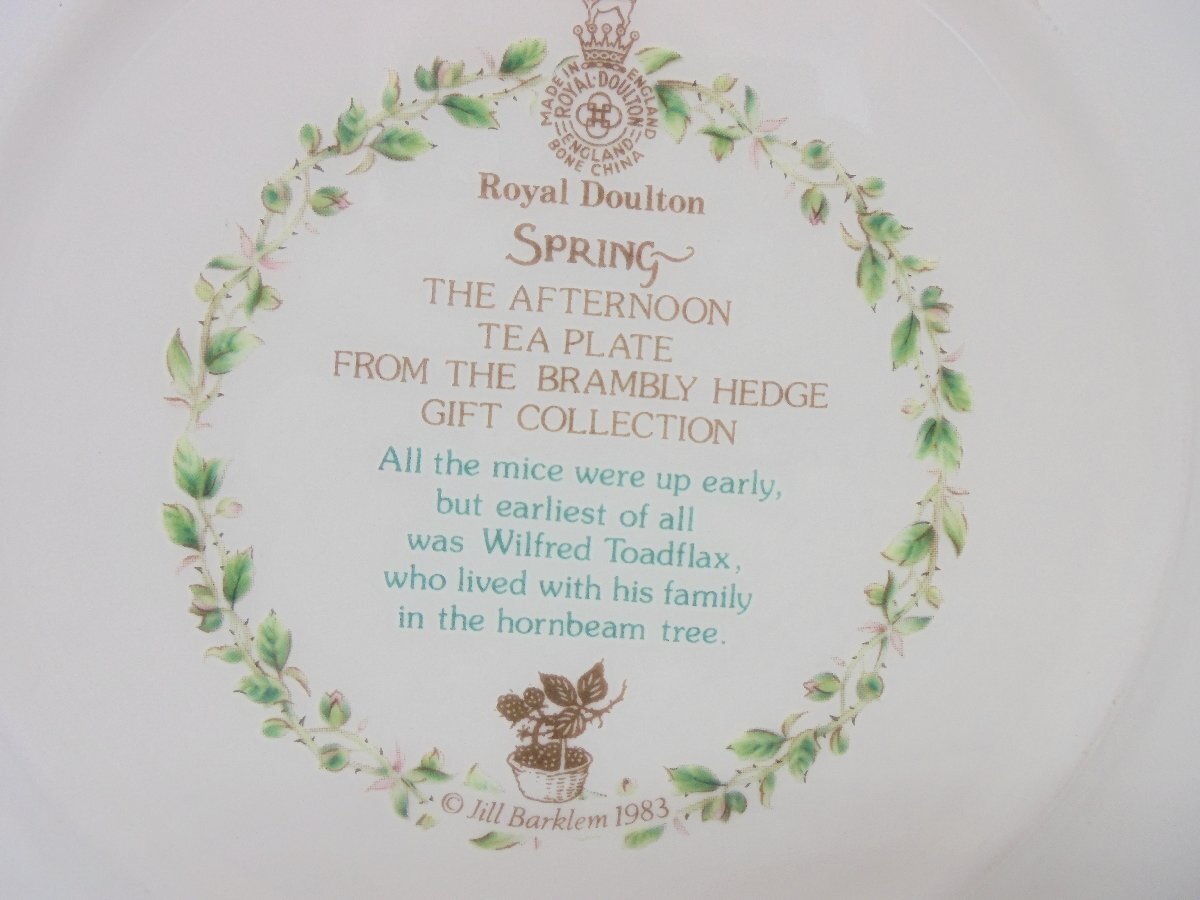 MADE IN ENGLAND
ROYAL·DOULTON
ENGLAND
BONE CHINA
Royal Doulton
SPRING
THE AFTERNOON
TEA PLATE
FROM THE BRAMBLY HEDGE
GIFT COLLECTION
All the mice were up early,
but earliest of all
was Wilfred Toadflax,
who lived with his family
in the hornbeam tree.
© Jill Barklem 1983